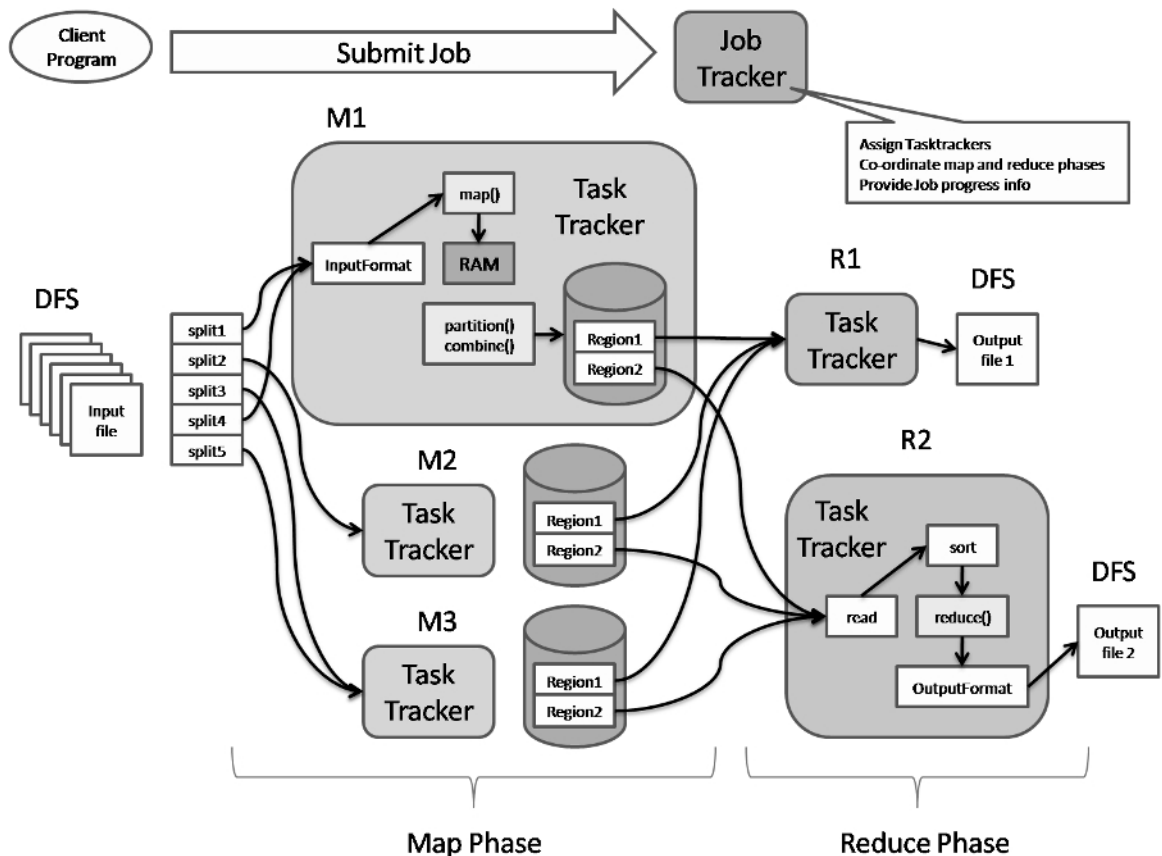 Client
Program
Submit Job
Job
Tracker
Assign Tasktrackers
Co-ordinate map and reduce phases
Provide Job progress info
M1
Task
Tracker
map()
InputFormat
RAM
partition()
combine()
Region1
Region2
DFS
Input
file
split1
split2
split3
split4
split5
M2
Task
Tracker
Region1
Region2
M3
Task
Tracker
Region1
Region2
R1
Task
Tracker
DFS
Output
file 1
R2
Task
Tracker
sort
read
reduce()
OutputFormat
DFS
Output
file 2
Map Phase
Reduce Phase